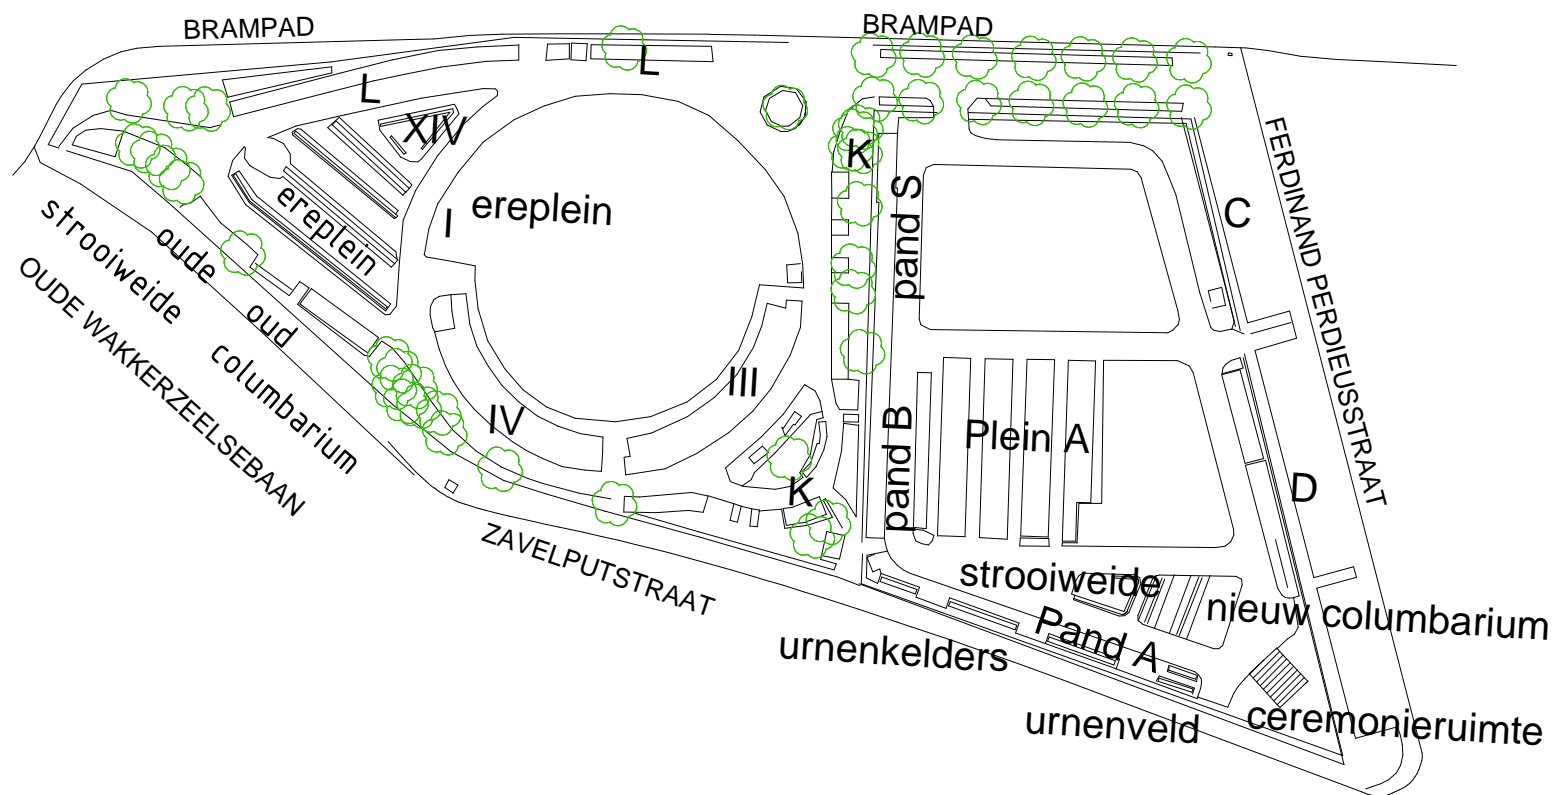 BRAMPAD
BRAMPAD
L
L
XIV
K
ereplein
I
ereplein
pand S
C
FERDINAND PERDIEUSSTRAAT
strooiweide
oude
oud
columbarium
OUDE WAKKERZEELSEBAAN
III
IV
pand B
Plein A
K
D
ZAVELPUTSTRAAT
strooiweide
nieuw columbarium
Pand A
urnenkelders
urnenveld
ceremonieruimte